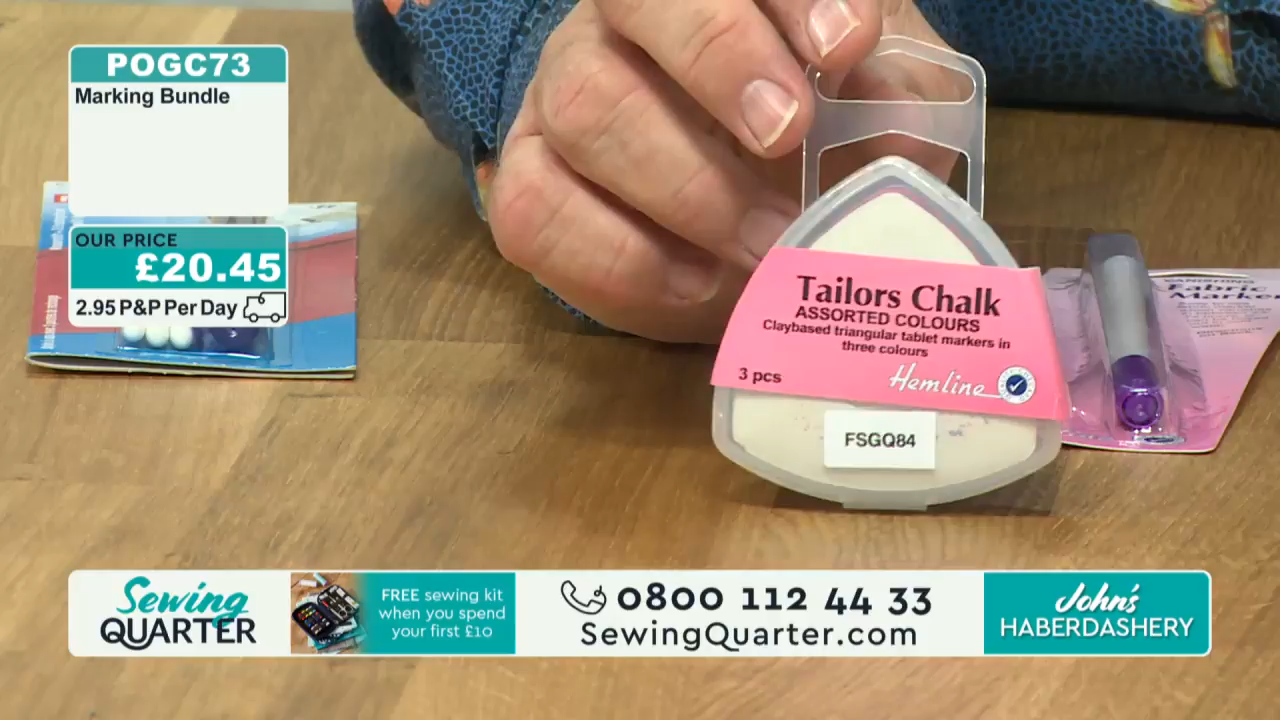 POGC73
Marking Bundle
OUR PRICE
£20.45
2.95 P&P Per Day
Tailors Chalk
ASSORTED COLOURS
Claybased triangular tablet markers in
three colours
3 pcs
Hemline
FSGQ84
VANISHING
Fabric
Marke
Sewing
QUARTER
FREE sewing kit
when you spend
your first £10
0800 112 44 33
SewingQuarter.com
John's
HABERDASHERY